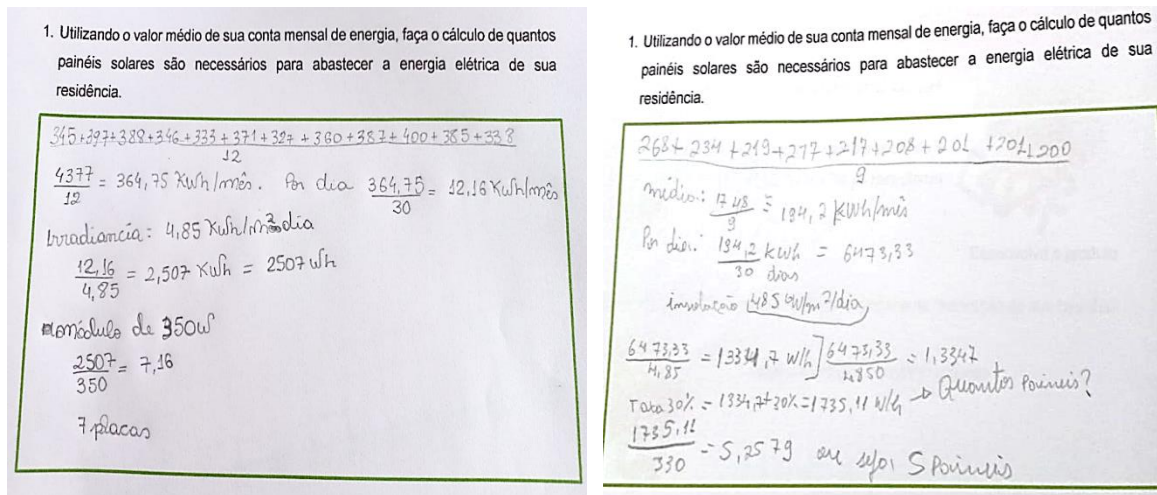 1. Utilizando o valor médio de sua conta mensal de energia, faça o cálculo de quantos
painéis solares são necessários para abastecer a energia elétrica de sua
residência.
345+397+388+346+333+371+327+360+387+400+385+338
12
4377/12 = 364,75 KWh/mês. Por dia 364,75/30 = 12,16 KWh/mês
Irradiancia: 4,85 KWh/m²dia
12,16/4,85 = 2,507 KWh = 2507 Wh
módulo de 350W
2507/350 = 7,16
7 placas
1. Utilizando o valor médio de sua conta mensal de energia, faça o cálculo de quantos
painéis solares são necessários para abastecer a energia elétrica de sua
residência.
268+234+219+217+217+208+201+201+200
9
média: 1748/9 = 194,2 KWh/mês
Por dia: 194,2 kWh/30 dias = 6473,33
insolação 485 W/m²/dia
6473,33/4,85 = 1334,7 W/h] 6473,33/4850 = 1,3347
Taxa 30% = 1334,7+30% = 1735,11 W/h → Quantos Paineis?
1735,11/330 = 5,2579 ou seja 5 Paineis